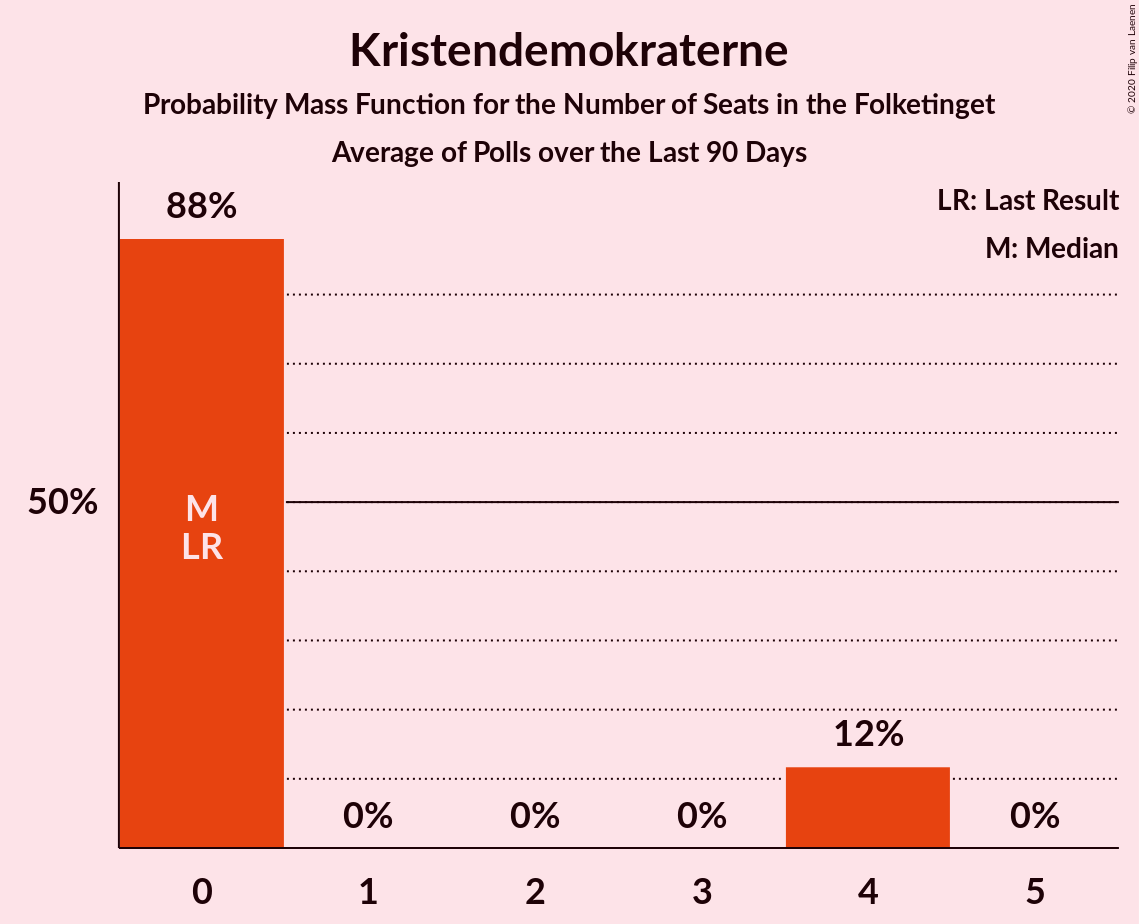 Kristendemokraterne
Probability Mass Function for the Number of Seats in the Folketinget
Average of Polls over the Last 90 Days
© 2020 Filip van Laenen
LR: Last Result
M: Median
88%
50%
M
LR
12%
0%
0%
0%
0%
0
1
2
3
4
5